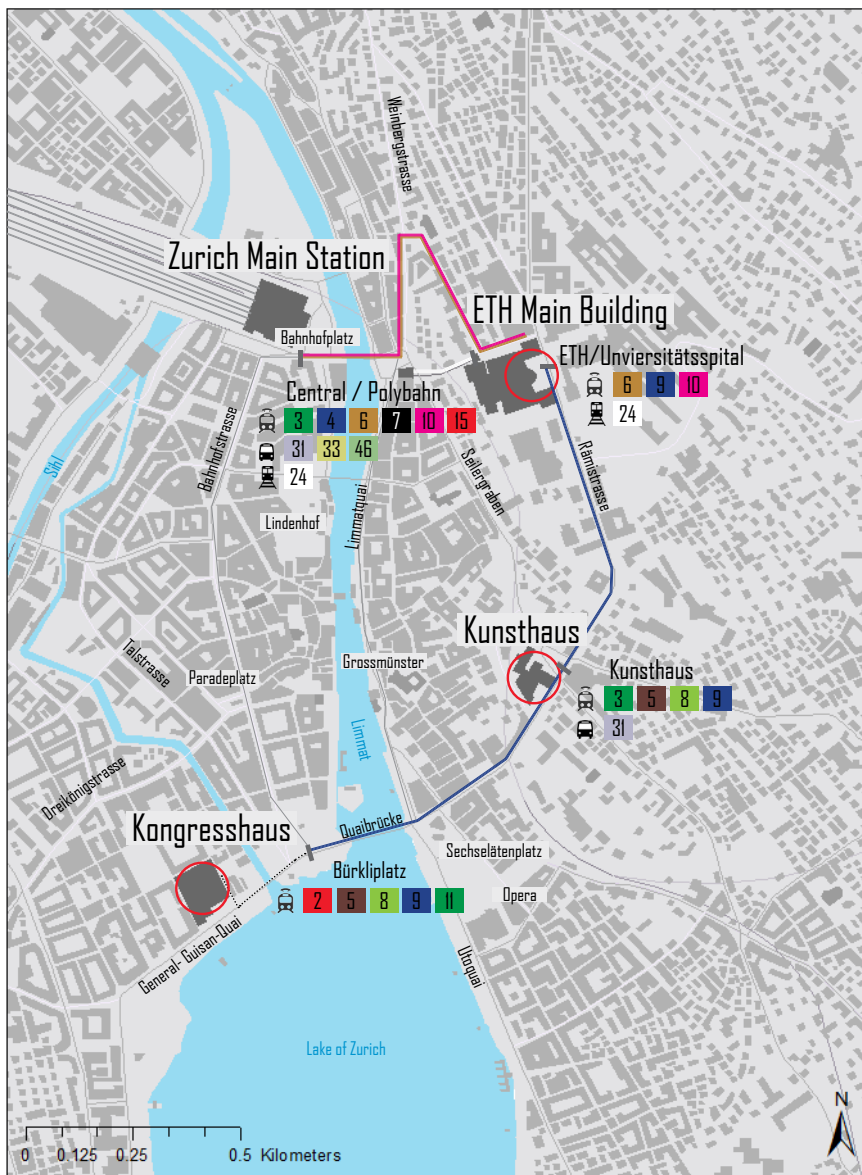 Weinbergstrasse
Zurich Main Station
ETH Main Building
Bahnhofplatz
ETH/Unviersitätsspital
6 9 10
24
Central / Polybahn
3 4 6 7 10 15
31 33 46
24
Bahnhofstrasse
Sihl
Seilergraben
Rämistrasse
Limmatquai
Lindenhof
Kunsthaus
Talstrasse
Paradeplatz
Grossmünster
Kunsthaus
3 5 8 9
31
Limmat
Dreikönigstrasse
Kongresshaus
Quaibrücke
Sechselätenplatz
Bürkliplatz
2 5 8 9 11
Opera
General- Guisan-Quai
Utoquai
Lake of Zurich
N
0 0.125 0.25 0.5 Kilometers